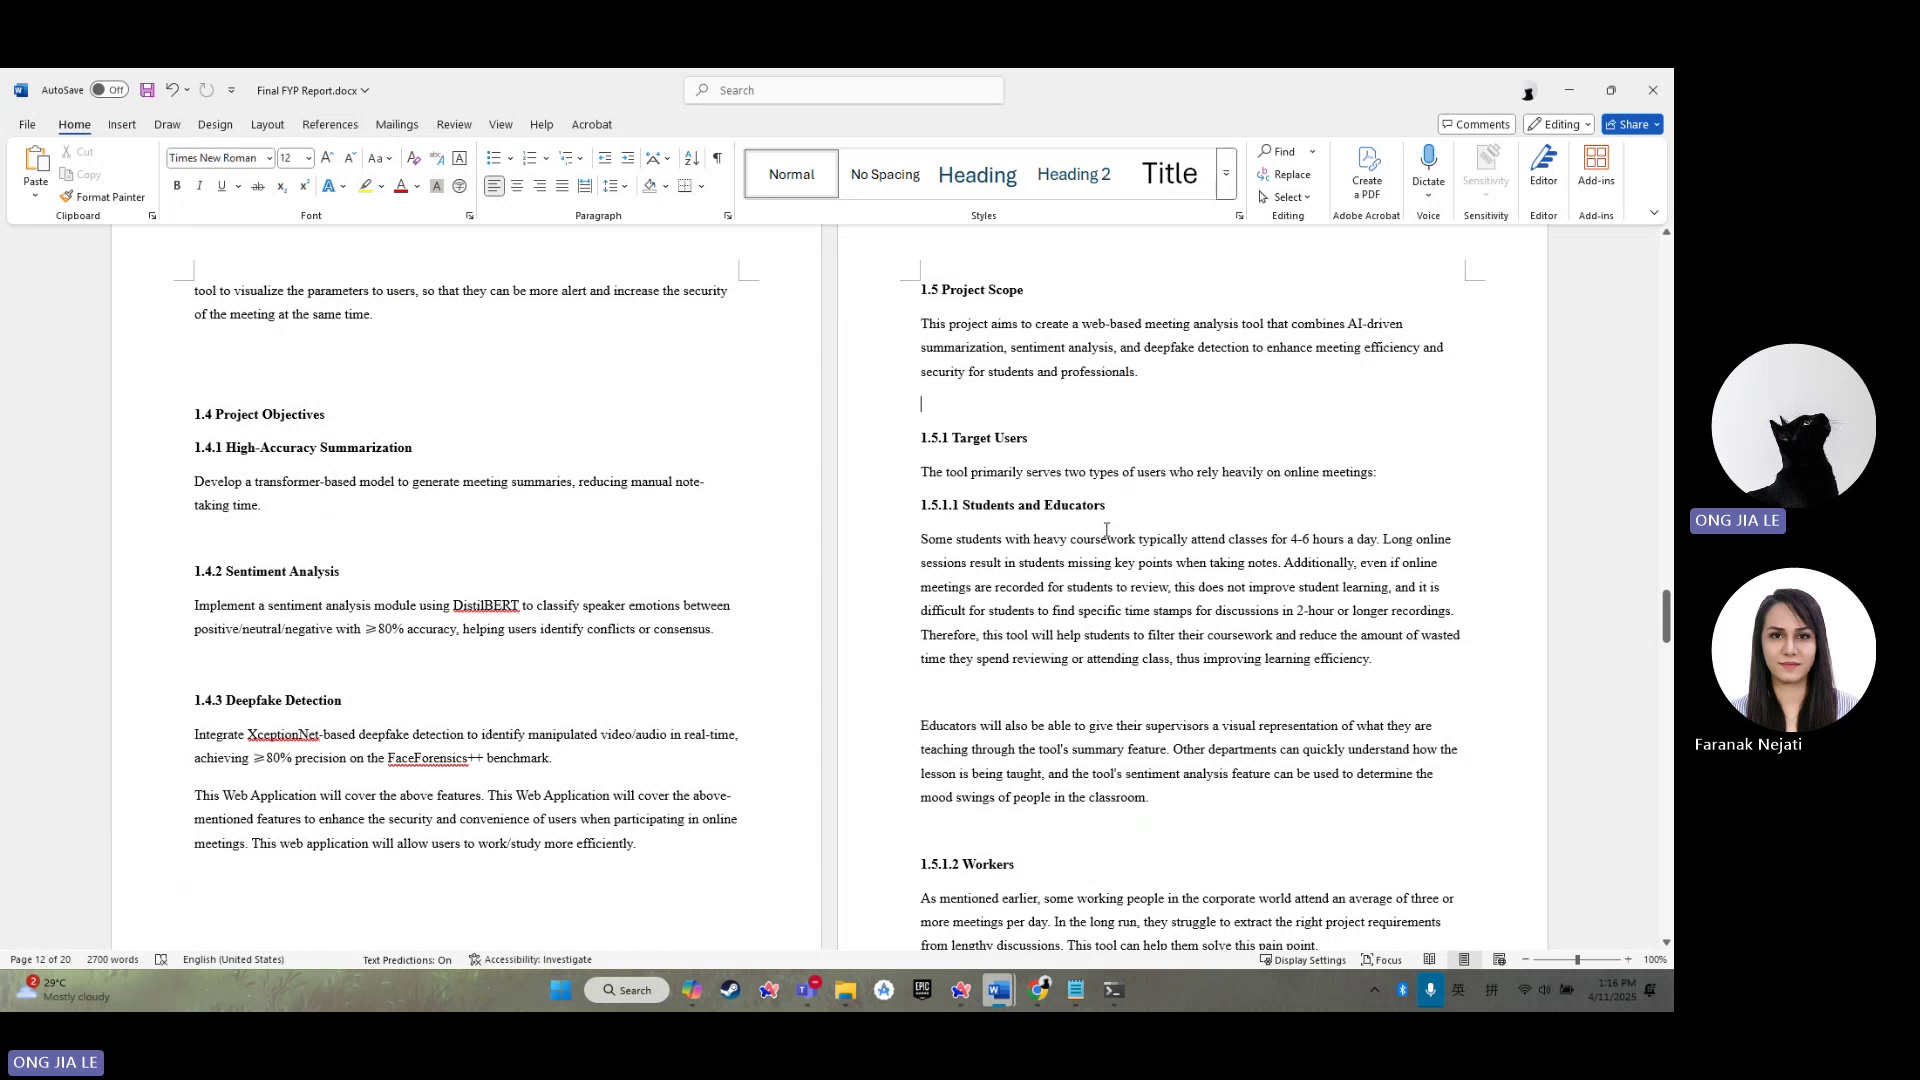 AutoSave
Off
Final FYP Report.docx
Search
File
Home
Insert
Draw
Design
Layout
References
Mailings
Review
View
Help
Acrobat
Comments
Editing
Share
Paste
Cut
Copy
Format Painter
Clipboard
Times New Roman
12
Font
Paragraph
Normal
No Spacing
Heading
Heading 2
Title
Styles
Find
Replace
Select
Editing
Create a PDF
Adobe Acrobat
Dictate
Voice
Sensitivity
Sensitivity
Editor
Editor
Add-ins
Add-ins
tool to visualize the parameters to users, so that they can be more alert and increase the security
of the meeting at the same time.
1.4 Project Objectives
1.4.1 High-Accuracy Summarization
Develop a transformer-based model to generate meeting summaries, reducing manual note-
taking time.
1.4.2 Sentiment Analysis
Implement a sentiment analysis module using DistilBERT to classify speaker emotions between
positive/neutral/negative with ≥80% accuracy, helping users identify conflicts or consensus.
1.4.3 Deepfake Detection
Integrate XceptionNet-based deepfake detection to identify manipulated video/audio in real-time,
achieving ≥80% precision on the FaceForensics++ benchmark.
This Web Application will cover the above features. This Web Application will cover the above-
mentioned features to enhance the security and convenience of users when participating in online
meetings. This web application will allow users to work/study more efficiently.
1.5 Project Scope
This project aims to create a web-based meeting analysis tool that combines AI-driven
summarization, sentiment analysis, and deepfake detection to enhance meeting efficiency and
security for students and professionals.
1.5.1 Target Users
The tool primarily serves two types of users who rely heavily on online meetings:
1.5.1.1 Students and Educators
Some students with heavy coursework typically attend classes for 4-6 hours a day. Long online
sessions result in students missing key points when taking notes. Additionally, even if online
meetings are recorded for students to review, this does not improve student learning, and it is
difficult for students to find specific time stamps for discussions in 2-hour or longer recordings.
Therefore, this tool will help students to filter their coursework and reduce the amount of wasted
time they spend reviewing or attending class, thus improving learning efficiency.
Educators will also be able to give their supervisors a visual representation of what they are
teaching through the tool's summary feature. Other departments can quickly understand how the
lesson is being taught, and the tool's sentiment analysis feature can be used to determine the
mood swings of people in the classroom.
1.5.1.2 Workers
As mentioned earlier, some working people in the corporate world attend an average of three or
more meetings per day. In the long run, they struggle to extract the right project requirements
from lengthy discussions. This tool can help them solve this pain point.
Page 12 of 20
2700 words
English (United States)
Text Predictions: On
Accessibility: Investigate
Display Settings
Focus
100%
2
29°C
Mostly cloudy
Search
EPIC GAMES
英
拼
1:16 PM
4/11/2025
ONG JIA LE
Faranak Nejati
ONG JIA LE